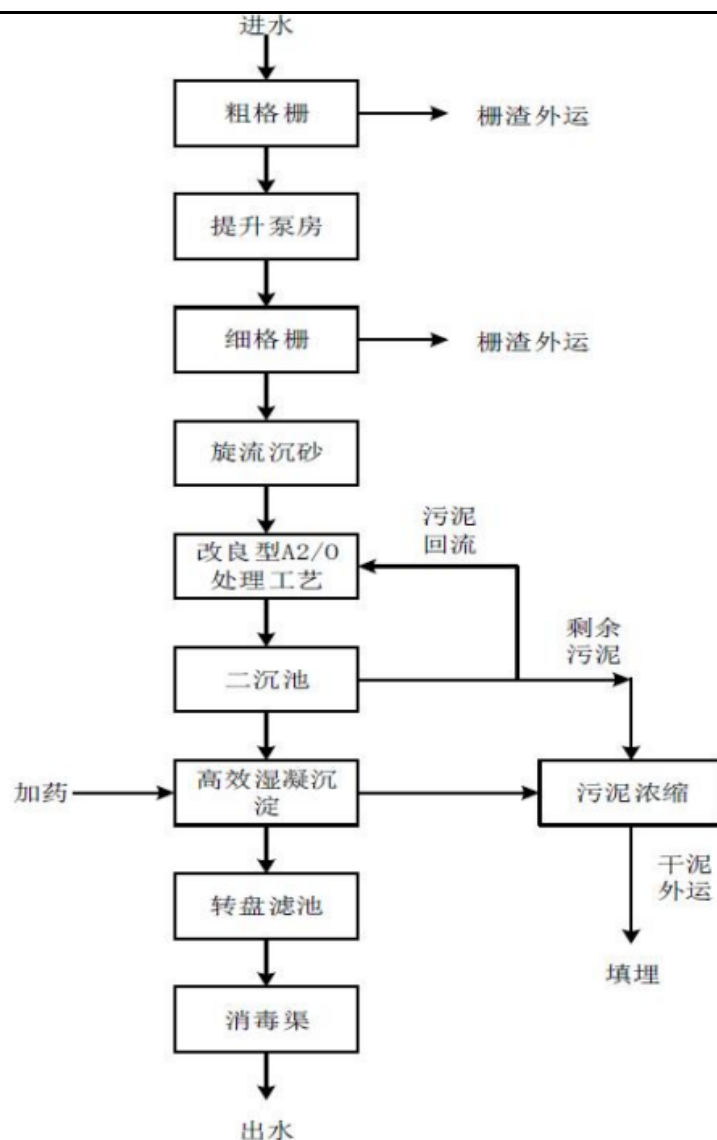 进水
粗格栅
栅渣外运
提升泵房
细格栅
栅渣外运
旋流沉砂
污泥
回流
改良型A2/O
处理工艺
剩余
污泥
二沉池
加药
高效湿凝沉
淀
污泥浓缩
干泥
外运
转盘滤池
填埋
消毒渠
出水